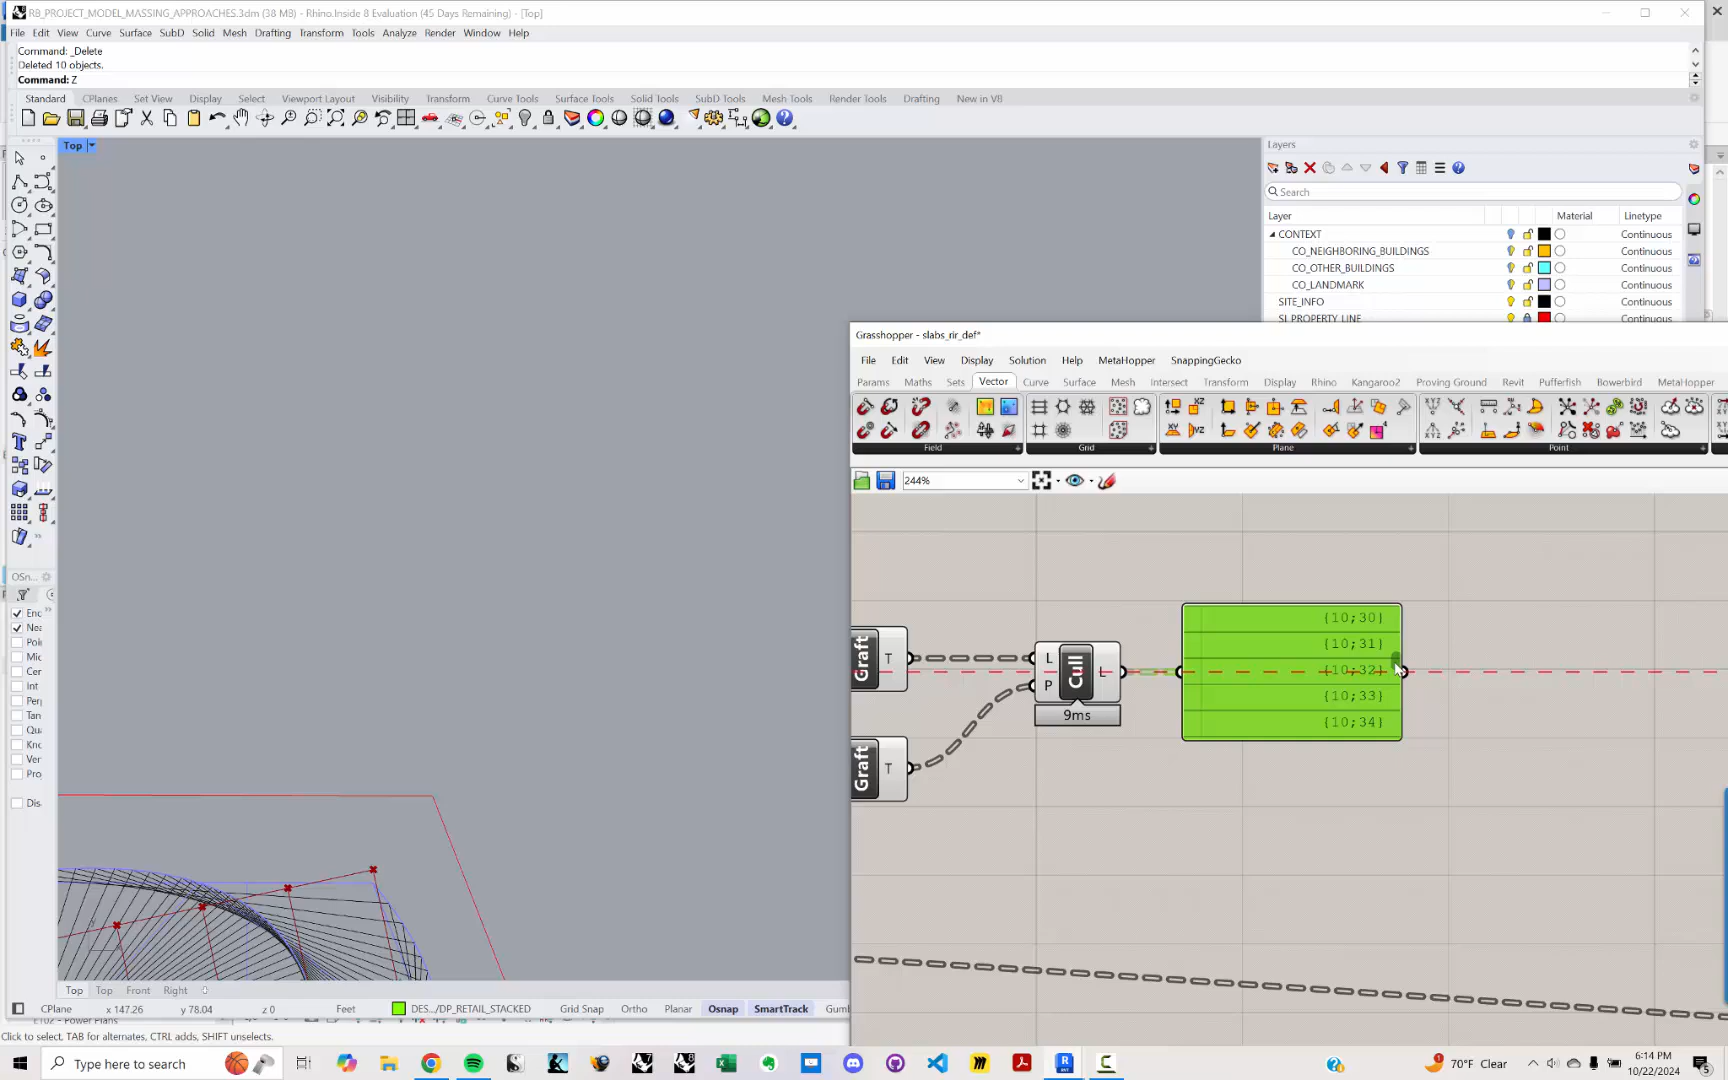 RB_PROJECT_MODEL_MASSING_APPROACHES.3dm (38 MB) - Rhino.Inside 8 Evaluation (45 Days Remaining) - [Top]
File Edit View Curve Surface SubD Solid Mesh Drafting Transform Tools Analyze Render Window Help
Command: _Delete
Deleted 10 objects.
Command: Z
Standard CPlanes Set View Display Select Viewport Layout Visibility Transform Curve Tools Surface Tools Solid Tools SubD Tools Mesh Tools Render Tools Drafting New in V8
Top
Layers
Search
Layer Material Linetype
CONTEXT Continuous
CO_NEIGHBORING_BUILDINGS Continuous
CO_OTHER_BUILDINGS Continuous
CO_LANDMARK Continuous
SITE_INFO Continuous
SI_PROPERTY_LINE Continuous
Grasshopper - slabs_rir_def*
File Edit View Display Solution Help MetaHopper SnappingGecko
Params Maths Sets Vector Curve Surface Mesh Intersect Transform Display Rhino Kangaroo2 Proving Ground Revit Pufferfish Bowerbird MetaHopper
Field Grid Plane Point
244%
Graft T
L
P
Cull
L
9ms
Graft T
{10;30}
{10;31}
{10;32}
{10;33}
{10;34}
OSn...
Enc
Nea
Poi
Mic
Cer
Int
Per
Tan
Qua
Kno
Ver
Pro
Dis
Top Top Front Right
CPlane x 147.26 y 78.04 z 0 Feet DES.../DP_RETAIL_STACKED Grid Snap Ortho Planar Osnap SmartTrack Guml
Click to select, TAB for alternates, CTRL adds, SHIFT unselects.
Type here to search
70°F Clear
6:14 PM
10/22/2024